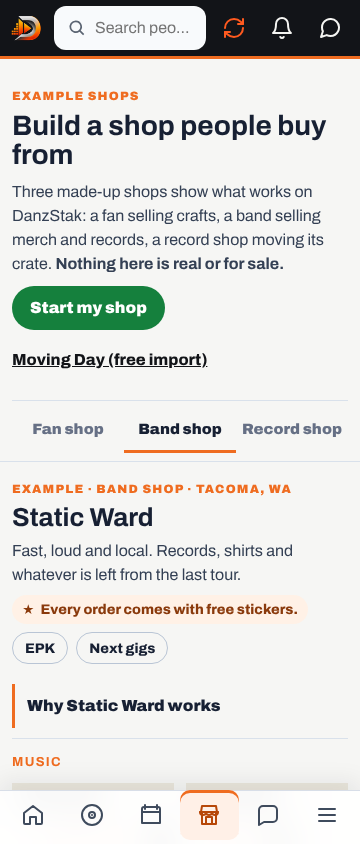 Search peo...
EXAMPLE SHOPS
Build a shop people buy
from
Three made-up shops show what works on
DanzStak: a fan selling crafts, a band selling
merch and records, a record shop moving its
crate. Nothing here is real or for sale.
Start my shop
Moving Day (free import)
Fan shop Band shop Record shop
EXAMPLE · BAND SHOP · TACOMA, WA
Static Ward
Fast, loud and local. Records, shirts and
whatever is left from the last tour.
★ Every order comes with free stickers.
EPK Next gigs
Why Static Ward works
MUSIC